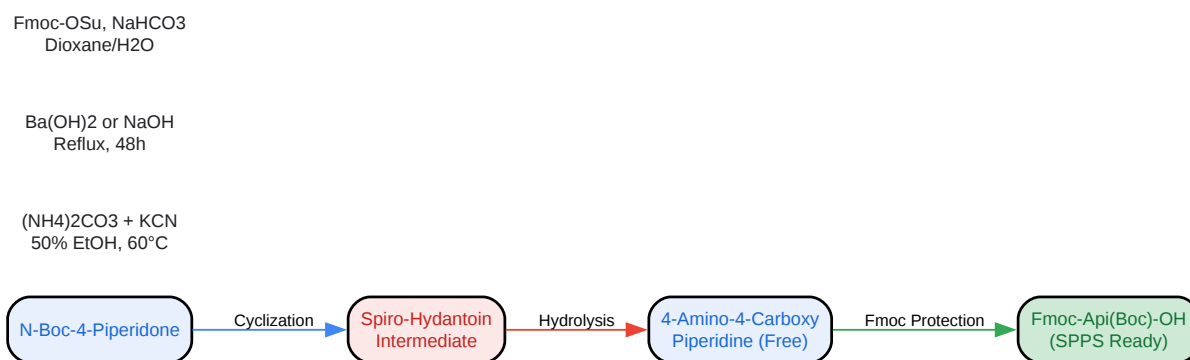 Fmoc-OSu, NaHCO3
Dioxane/H2O
Ba(OH)2 or NaOH
Reflux, 48h
(NH4)2CO3 + KCN
50% EtOH, 60°C
N-Boc-4-Piperidone
Cyclization
Spiro-Hydantoin
Intermediate
Hydrolysis
4-Amino-4-Carboxy
Piperidine (Free)
Fmoc Protection
Fmoc-Api(Boc)-OH
(SPPS Ready)